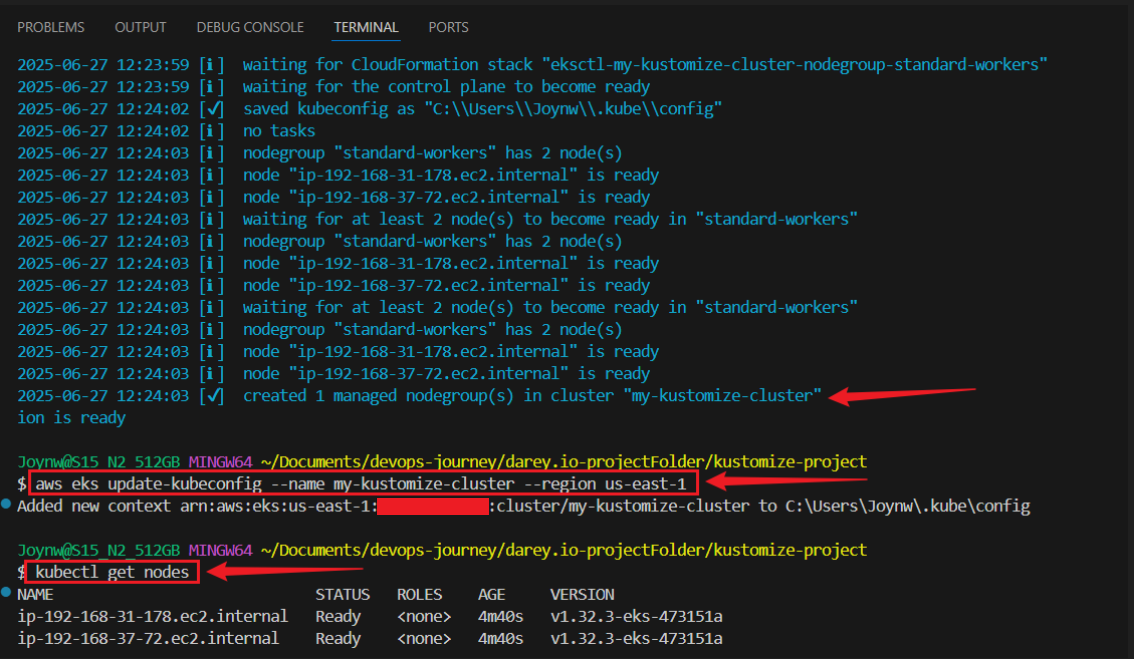 PROBLEMS OUTPUT DEBUG CONSOLE TERMINAL PORTS
2025-06-27 12:23:59 [ℹ]  waiting for CloudFormation stack "eksctl-my-kustomize-cluster-nodegroup-standard-workers"
2025-06-27 12:23:59 [ℹ]  waiting for the control plane to become ready
2025-06-27 12:24:02 [✔]  saved kubeconfig as "C:\\Users\\Joynw\\.kube\\config"
2025-06-27 12:24:02 [ℹ]  no tasks
2025-06-27 12:24:03 [ℹ]  nodegroup "standard-workers" has 2 node(s)
2025-06-27 12:24:03 [ℹ]  node "ip-192-168-31-178.ec2.internal" is ready
2025-06-27 12:24:03 [ℹ]  node "ip-192-168-37-72.ec2.internal" is ready
2025-06-27 12:24:03 [ℹ]  waiting for at least 2 node(s) to become ready in "standard-workers"
2025-06-27 12:24:03 [ℹ]  nodegroup "standard-workers" has 2 node(s)
2025-06-27 12:24:03 [ℹ]  node "ip-192-168-31-178.ec2.internal" is ready
2025-06-27 12:24:03 [ℹ]  node "ip-192-168-37-72.ec2.internal" is ready
2025-06-27 12:24:03 [ℹ]  waiting for at least 2 node(s) to become ready in "standard-workers"
2025-06-27 12:24:03 [ℹ]  nodegroup "standard-workers" has 2 node(s)
2025-06-27 12:24:03 [ℹ]  node "ip-192-168-31-178.ec2.internal" is ready
2025-06-27 12:24:03 [ℹ]  node "ip-192-168-37-72.ec2.internal" is ready
2025-06-27 12:24:03 [✔]  created 1 managed nodegroup(s) in cluster "my-kustomize-cluster"
ion is ready
Joynw@S15_N2_512GB MINGW64 ~/Documents/devops-journey/darey.io-projectFolder/kustomize-project
$ aws eks update-kubeconfig --name my-kustomize-cluster --region us-east-1
Added new context arn:aws:eks:us-east-1: :cluster/my-kustomize-cluster to C:\Users\Joynw\.kube\config
Joynw@S15_N2_512GB MINGW64 ~/Documents/devops-journey/darey.io-projectFolder/kustomize-project
$ kubectl get nodes
NAME STATUS ROLES AGE VERSION
ip-192-168-31-178.ec2.internal Ready <none> 4m40s v1.32.3-eks-473151a
ip-192-168-37-72.ec2.internal Ready <none> 4m40s v1.32.3-eks-473151a